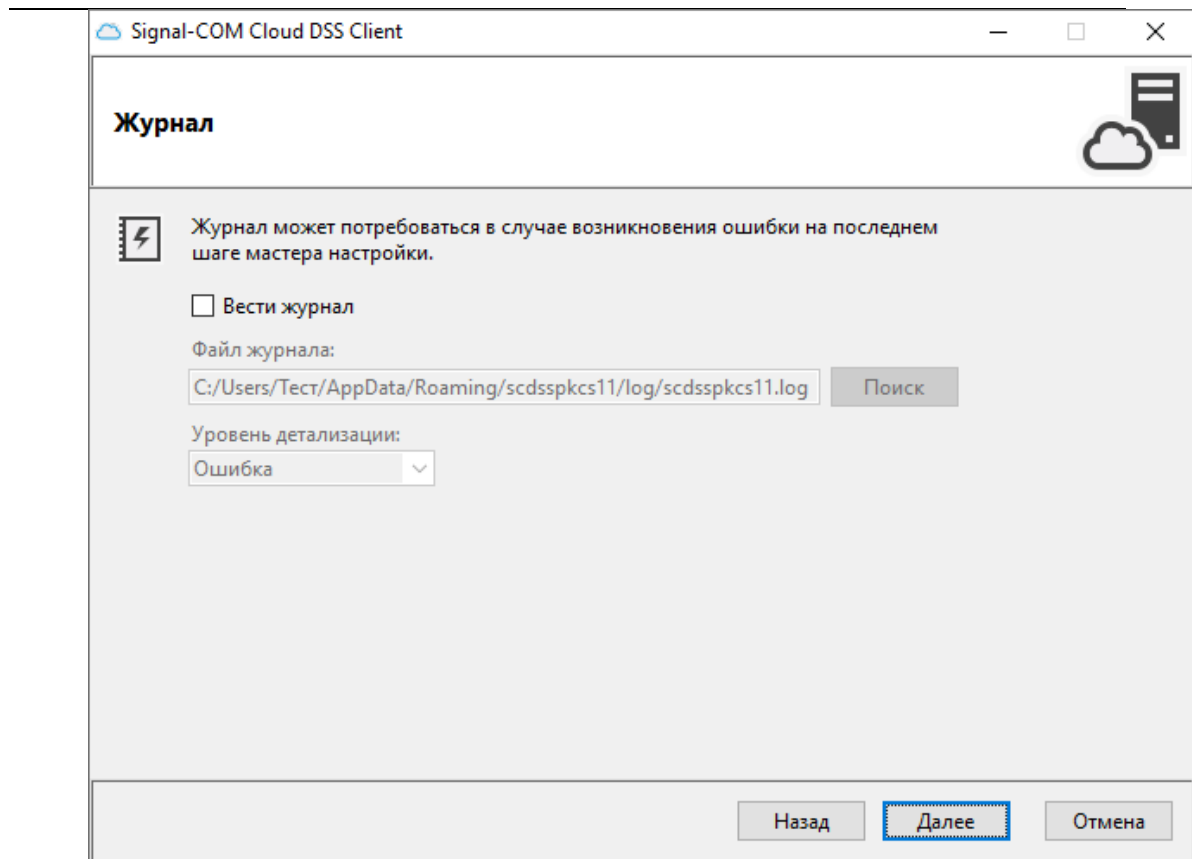 Signal-COM Cloud DSS Client
Журнал
Журнал может потребоваться в случае возникновения ошибки на последнем
шаге мастера настройки.
Вести журнал
Файл журнала:
C:/Users/Тест/AppData/Roaming/scdsspkcs11/log/scdsspkcs11.log
Поиск
Уровень детализации:
Ошибка
Назад
Далее
Отмена